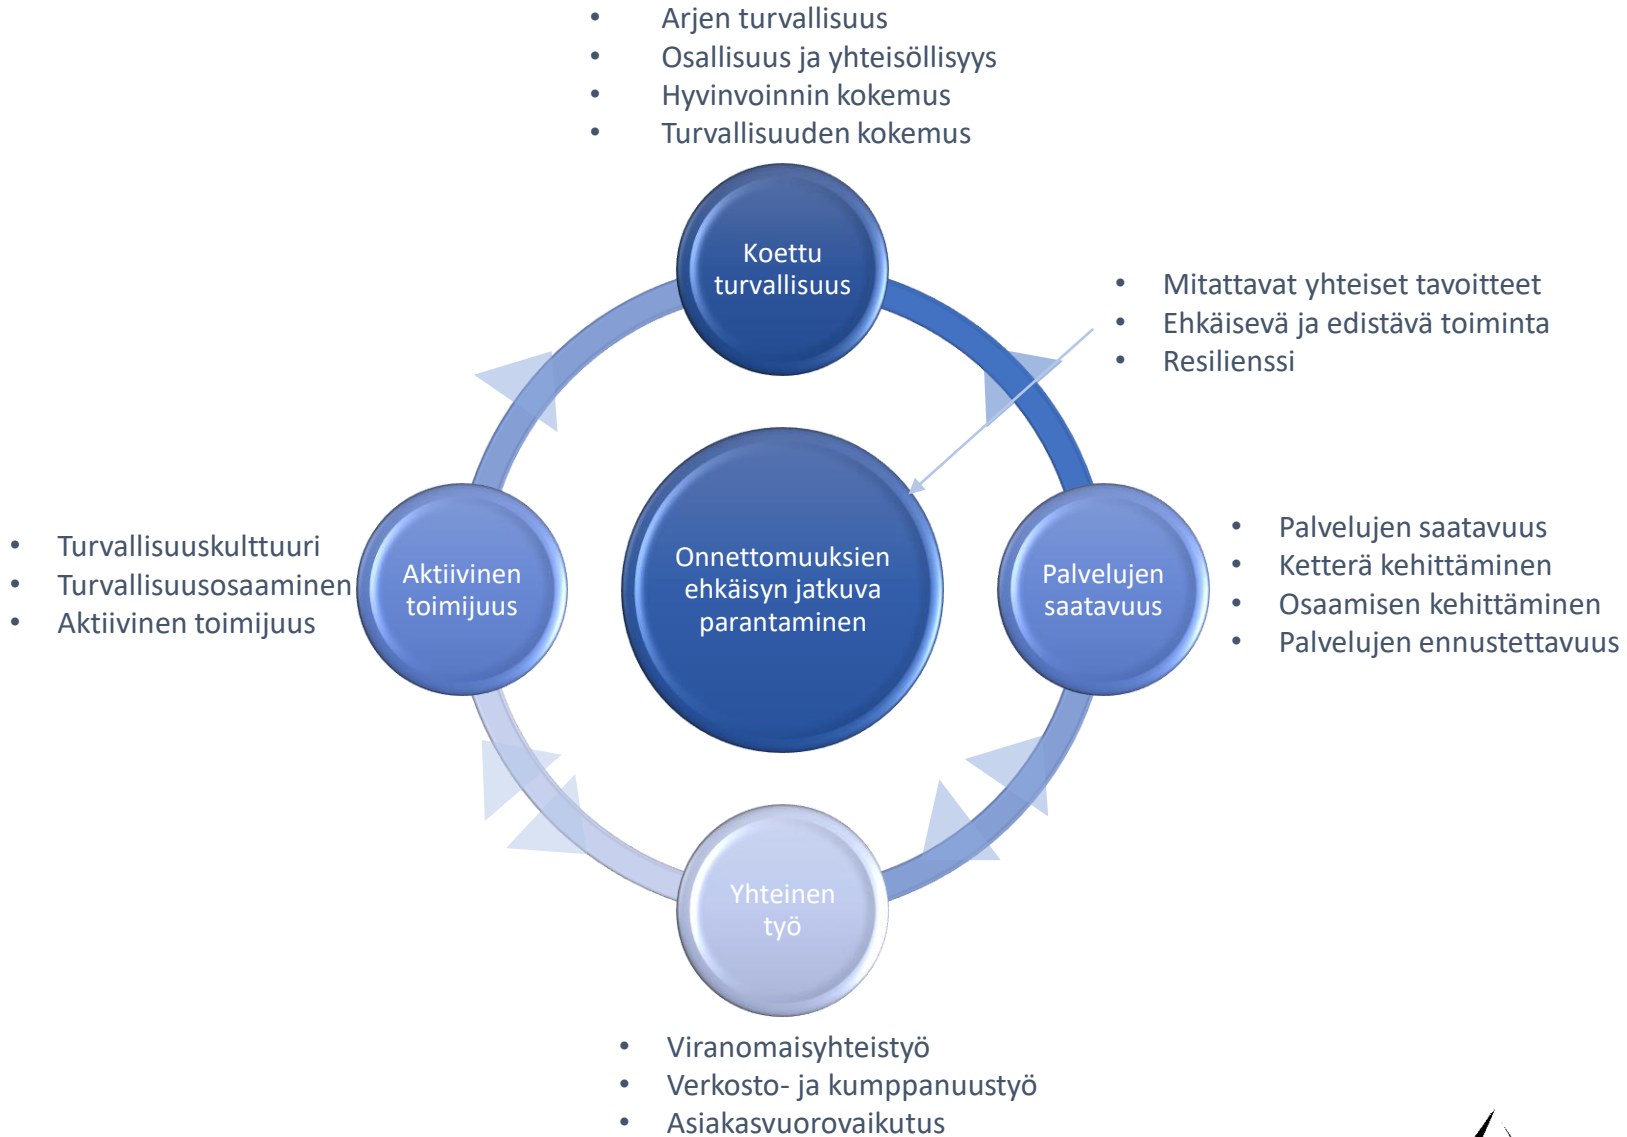 • Arjen turvallisuus
• Osallisuus ja yhteisöllisyys
• Hyvinvoinnin kokemus
• Turvallisuuden kokemus
Koettu
turvallisuus
• Mitattavat yhteiset tavoitteet
• Ehkäisevä ja edistävä toiminta
• Resilienssi
• Turvallisuuskulttuuri
• Turvallisuusosaaminen
• Aktiivinen toimijuus
Aktiivinen
toimijuus
Onnettomuuksien
ehkäisyn jatkuva
parantaminen
Palvelujen
saatavuus
• Palvelujen saatavuus
• Ketterä kehittäminen
• Osaamisen kehittäminen
• Palvelujen ennustettavuus
Yhteinen
työ
• Viranomaisyhteistyö
• Verkosto- ja kumppanuustyö
• Asiakasvuorovaikutus